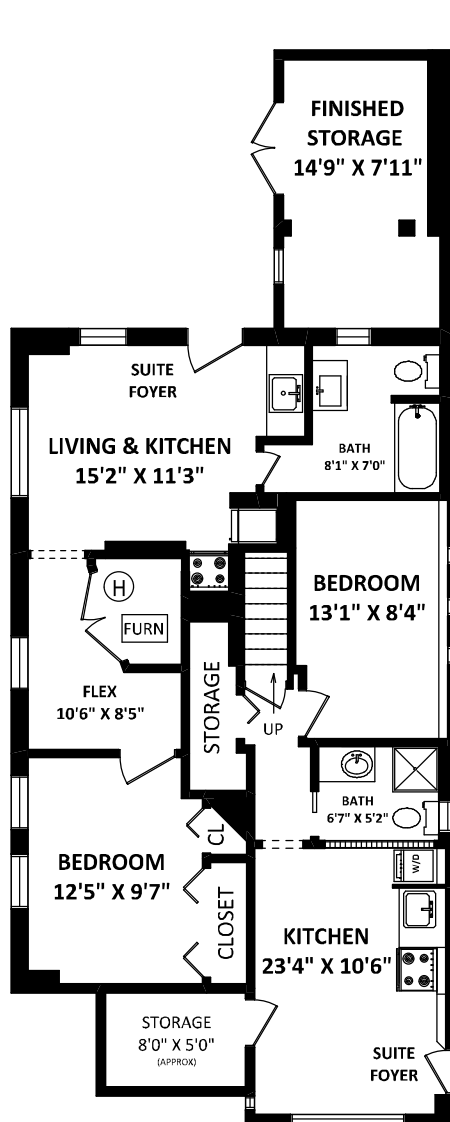 FINISHED
STORAGE
14'9" X 7'11"
SUITE
FOYER
LIVING & KITCHEN
15'2" X 11'3"
BATH
8'1" X 7'0"
H
FURN
BEDROOM
13'1" X 8'4"
FLEX
10'6" X 8'5"
STORAGE
UP
BATH
6'7" X 5'2"
CL
BEDROOM
12'5" X 9'7"
W/D
CLOSET
KITCHEN
23'4" X 10'6"
STORAGE
8'0" X 5'0"
(APPROX)
SUITE
FOYER